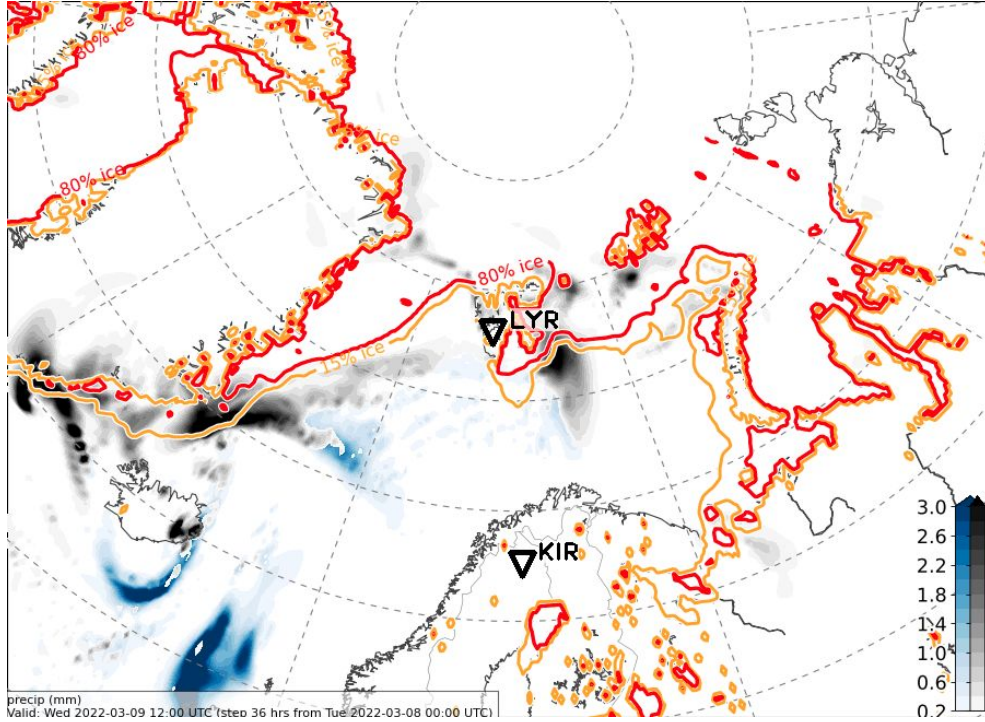 80% ice
80% ice
ice
80% ice
LYR
15% ice
KIR
3.0
2.6
2.2
1.8
1.4
1.0
0.6
0.2
precip (mm)
Valid: Wed 2022-03-09 12:00 UTC (step 36 hrs from Tue 2022-03-08 00:00 UTC)